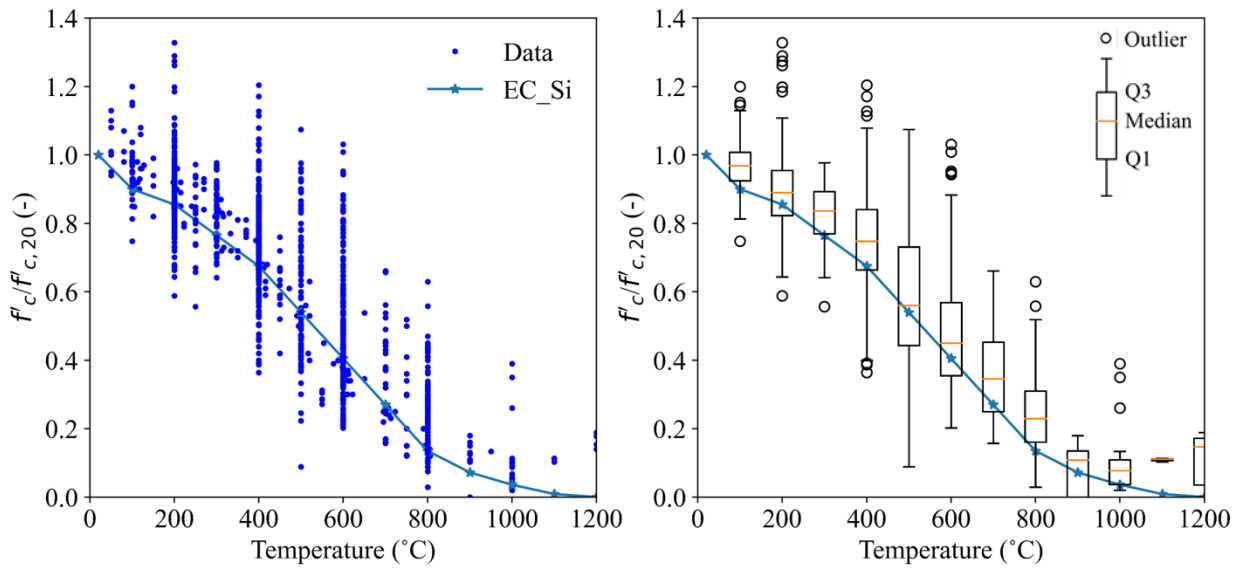 1.4
1.2
1.0
0.8
0.6
0.4
0.2
0.0
f'c/f'c, 20 (-)
Data
EC_Si
0 200 400 600 800 1000 1200
Temperature (˚C)
1.4
1.2
1.0
0.8
0.6
0.4
0.2
0.0
f'c/f'c, 20 (-)
Outlier
Q3
Median
Q1
0 200 400 600 800 1000 1200
Temperature (˚C)